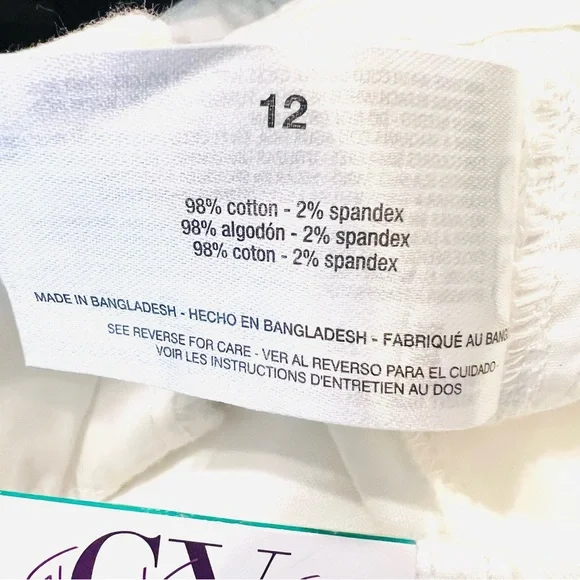 12
98% cotton - 2% spandex
98% algodón - 2% spandex
98% coton - 2% spandex
MADE IN BANGLADESH - HECHO EN BANGLADESH - FABRIQUÉ AU BANG
SEE REVERSE FOR CARE - VER AL REVERSO PARA EL CUIDADO
VOIR LES INSTRUCTIONS D'ENTRETIEN AU DOS